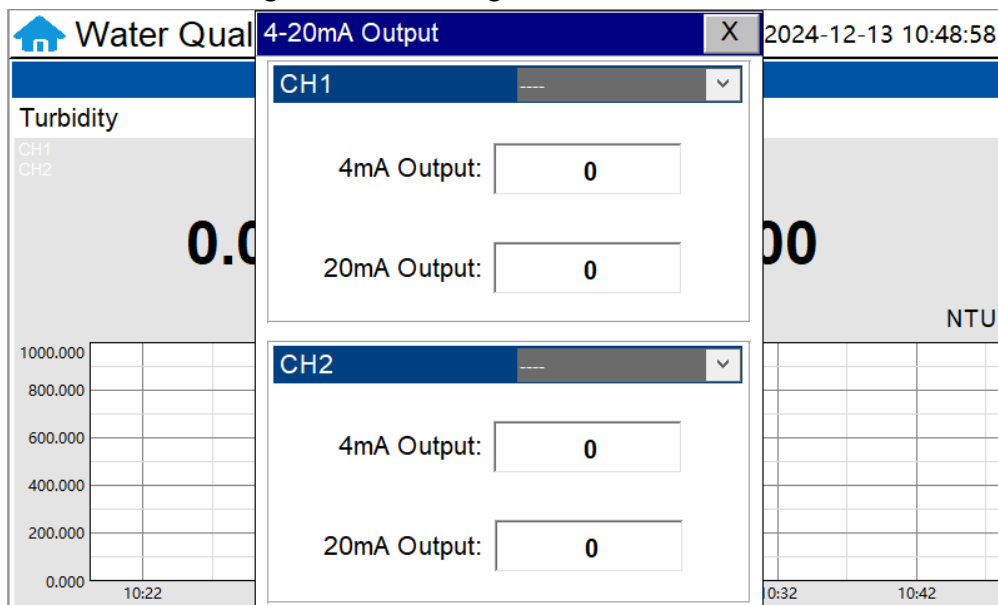 Water Qual
4-20mA Output
X
2024-12-13 10:48:58
CH1
----
Turbidity
CH1
CH2
4mA Output:
0
0.0
00
20mA Output:
0
NTU
CH2
----
4mA Output:
0
20mA Output:
0
1000.000
800.000
600.000
400.000
200.000
0.000
10:22
0:32
10:42